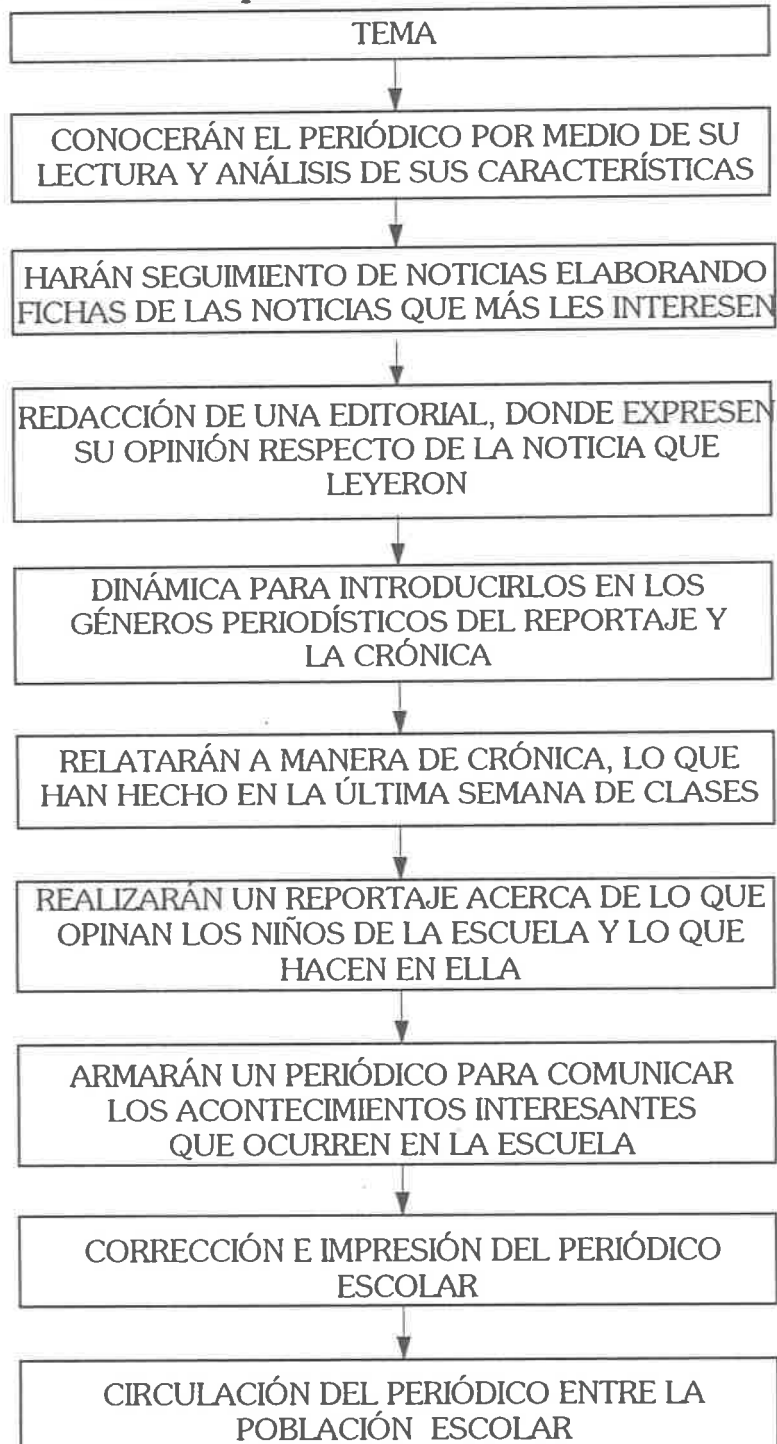 TEMA
CONOCERÁN EL PERIÓDICO POR MEDIO DE SU
LECTURA Y ANÁLISIS DE SUS CARACTERÍSTICAS
HARÁN SEGUIMIENTO DE NOTICIAS ELABORANDO
FICHAS DE LAS NOTICIAS QUE MÁS LES INTERESEN
REDACCIÓN DE UNA EDITORIAL, DONDE EXPRESEN
SU OPINIÓN RESPECTO DE LA NOTICIA QUE
LEYERON
DINÁMICA PARA INTRODUCIRLOS EN LOS
GÉNEROS PERIODÍSTICOS DEL REPORTAJE Y
LA CRÓNICA
RELATARÁN A MANERA DE CRÓNICA, LO QUE
HAN HECHO EN LA ÚLTIMA SEMANA DE CLASES
REALIZARÁN UN REPORTAJE ACERCA DE LO QUE
OPINAN LOS NIÑOS DE LA ESCUELA Y LO QUE
HACEN EN ELLA
ARMARÁN UN PERIÓDICO PARA COMUNICAR
LOS ACONTECIMIENTOS INTERESANTES
QUE OCURREN EN LA ESCUELA
CORRECCIÓN E IMPRESIÓN DEL PERIÓDICO
ESCOLAR
CIRCULACIÓN DEL PERIÓDICO ENTRE LA
POBLACIÓN ESCOLAR